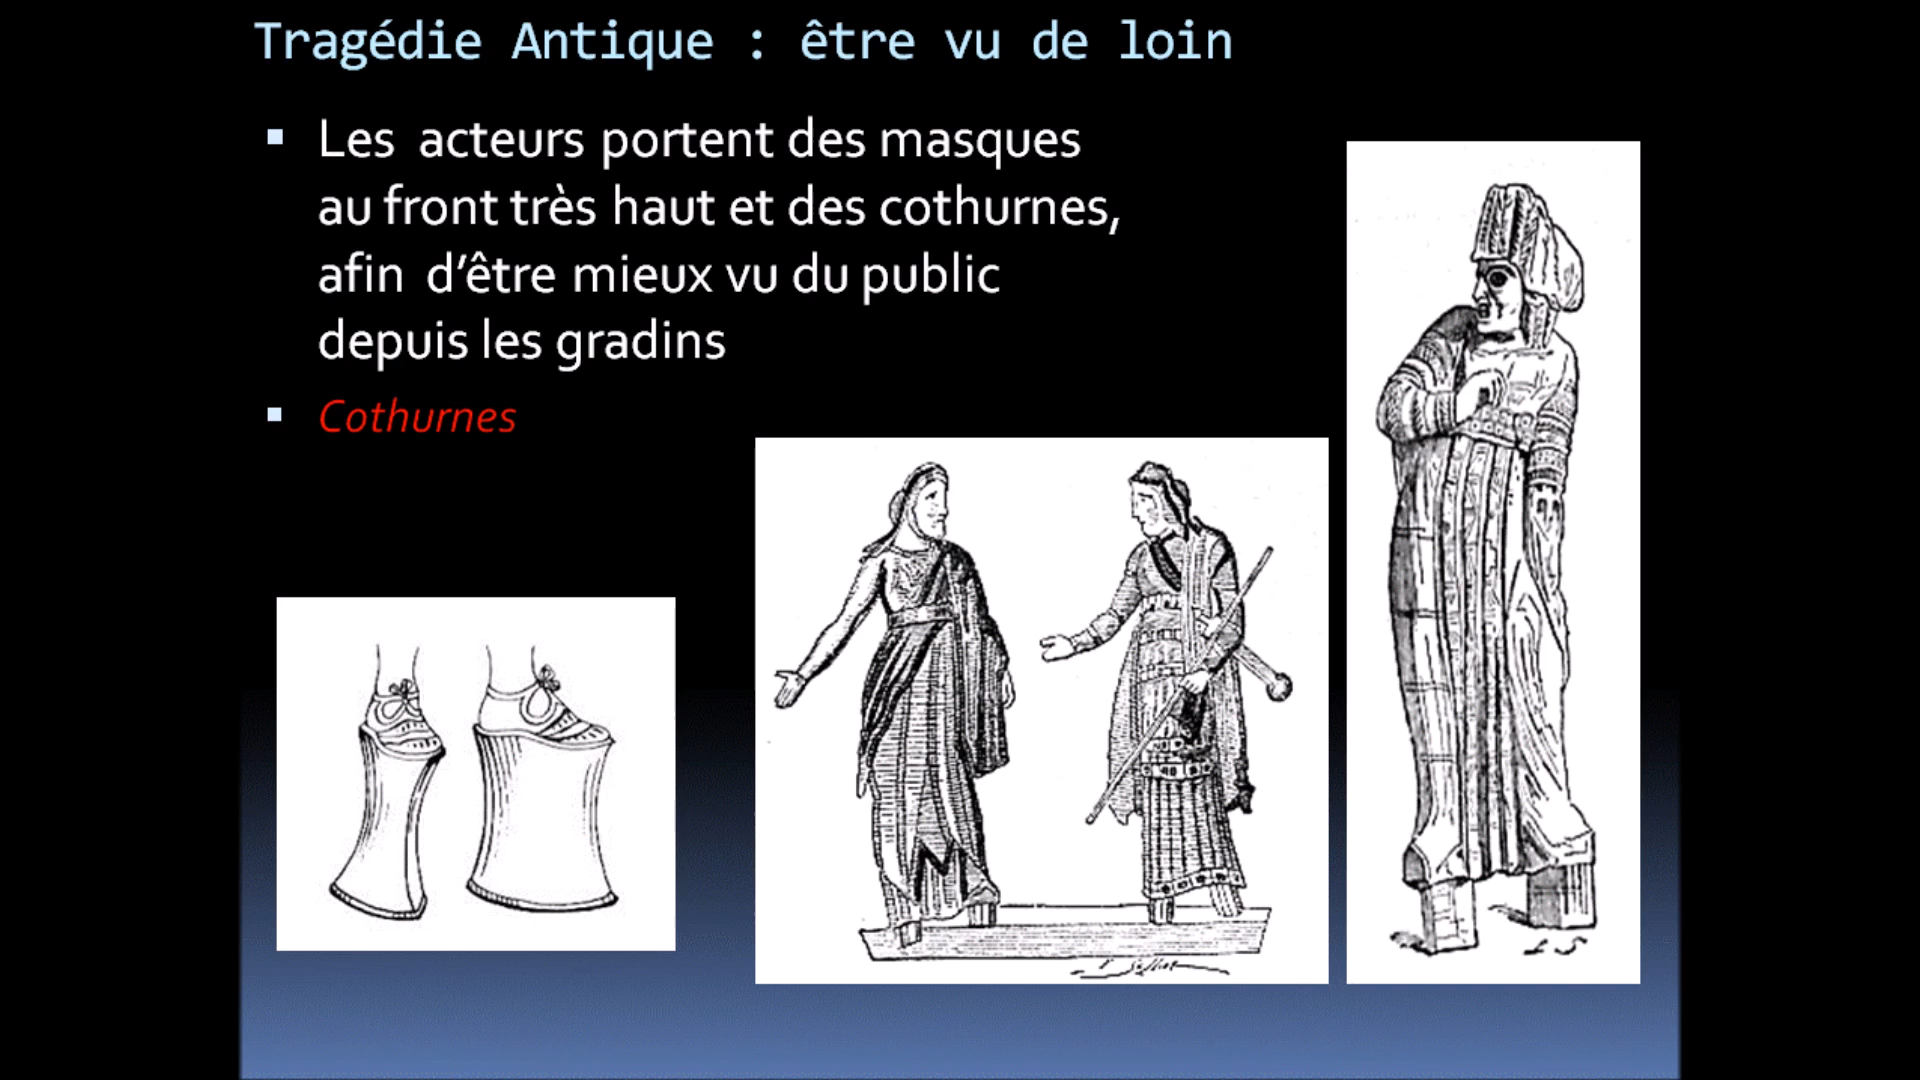 Tragédie Antique : être vu de loin
Les acteurs portent des masques
au front très haut et des cothurnes,
afin d’être mieux vu du public
depuis les gradins
Cothurnes
L S